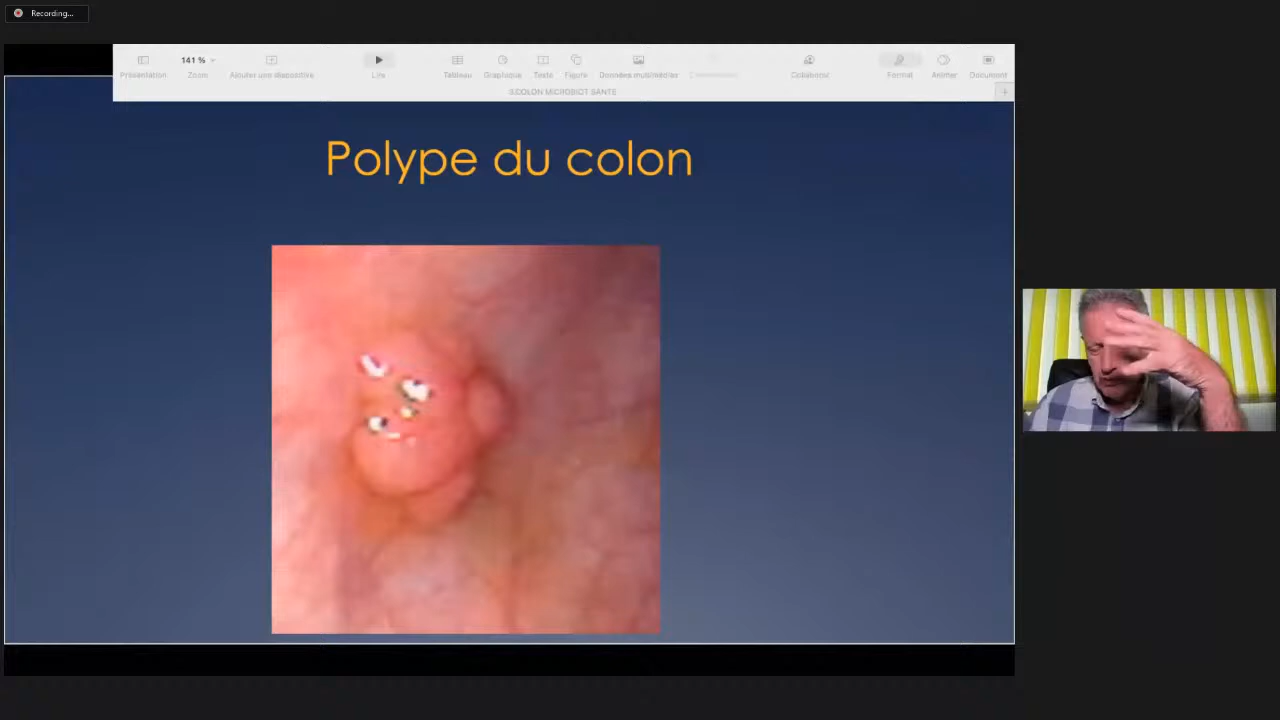 Recording...
141 %
Présentation Zoom Ajouter une diapositive Lire Tableau Graphique Texte Figure Données multimédias Commentaire Collaborer Format Animer Document
3.COLON MICROBIOT SANTE
Polype du colon